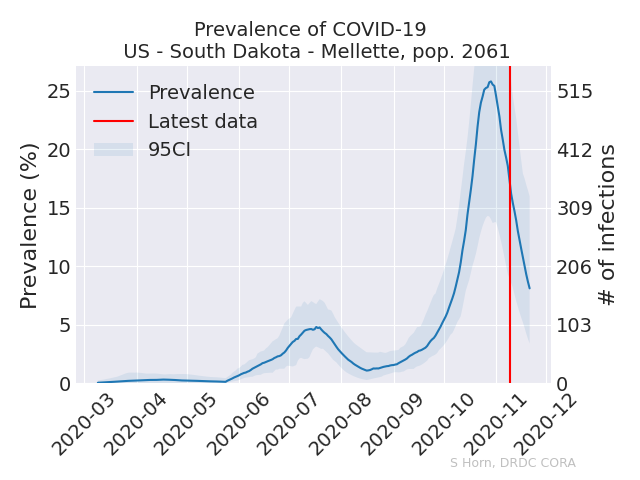 Prevalence of COVID-19
US - South Dakota - Mellette, pop. 2061
Prevalence
Latest data
95CI
Prevalence (%)
25
20
15
10
5
0
515
412
309
206
103
0
# of infections
2020-03
2020-04
2020-05
2020-06
2020-07
2020-08
2020-09
2020-10
2020-11
2020-12
S Horn, DRDC CORA